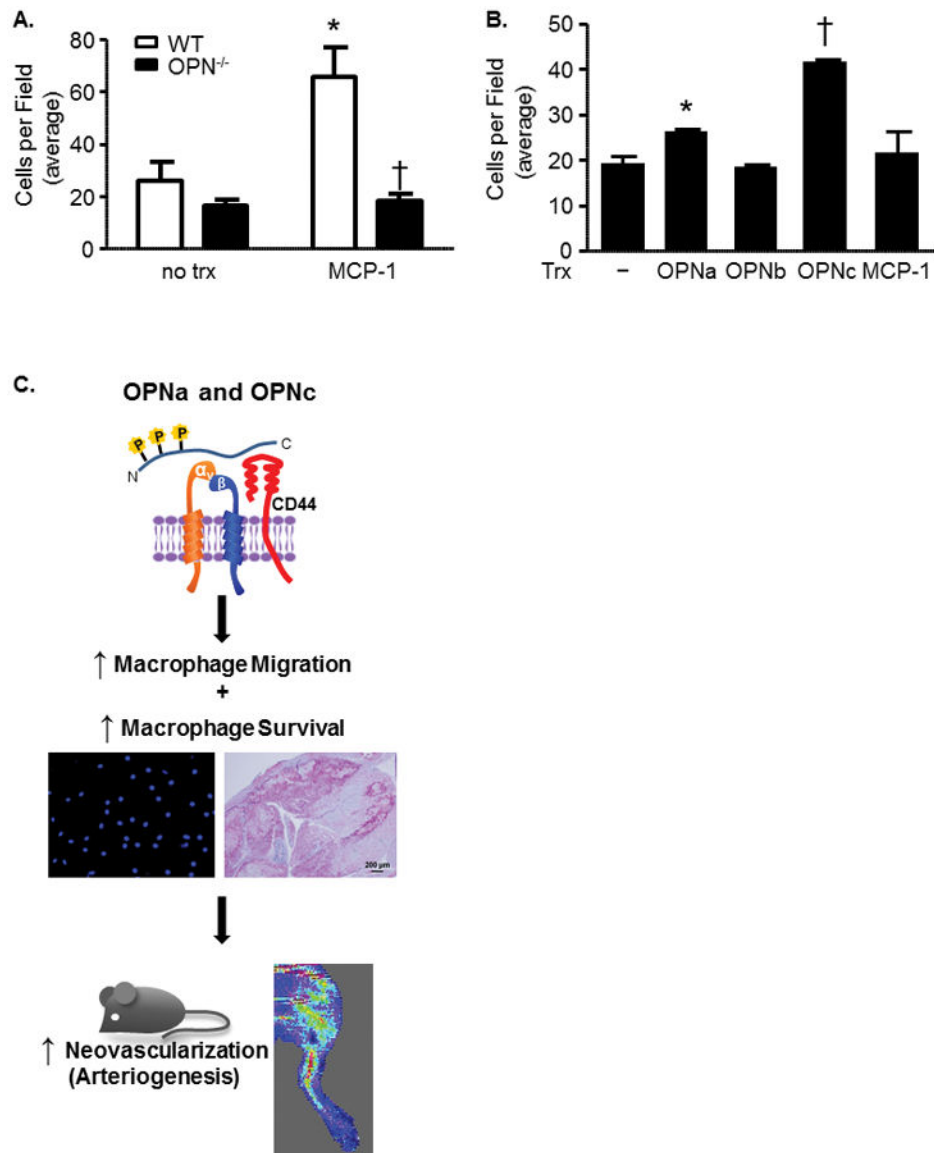 A.
Cells per Field
(average)
80
60
40
20
0
WT
OPN-/-
*
†
no trx
MCP-1
B.
Cells per Field
(average)
50
40
30
20
10
0
*
†
Trx
–
OPNa
OPNb
OPNc
MCP-1
C.
OPNa and OPNc
P
P
P
N
C
αv
β
CD44
↑ Macrophage Migration
+
↑ Macrophage Survival
200 µm
↑ Neovascularization
(Arteriogenesis)